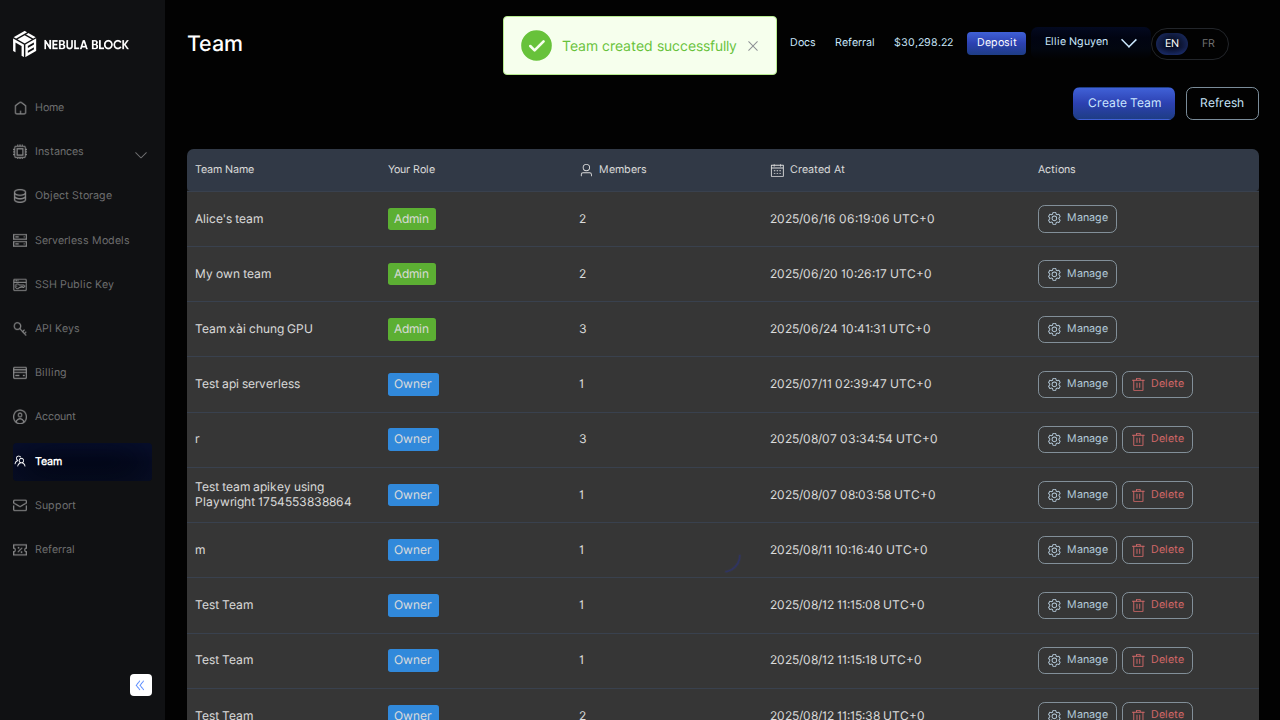 NEBULA BLOCK
Team
Team created successfully
Docs
Referral
$30,298.22
Deposit
Ellie Nguyen
EN
FR
Create Team
Refresh
Home
Instances
Object Storage
Serverless Models
SSH Public Key
API Keys
Billing
Account
Team
Support
Referral
Team Name Your Role Members Created At Actions
Alice's team Admin 2 2025/06/16 06:19:06 UTC+0 Manage
My own team Admin 2 2025/06/20 10:26:17 UTC+0 Manage
Team xài chung GPU Admin 3 2025/06/24 10:41:31 UTC+0 Manage
Test api serverless Owner 1 2025/07/11 02:39:47 UTC+0 Manage Delete
r Owner 3 2025/08/07 03:34:54 UTC+0 Manage Delete
Test team apikey using
Playwright 1754553838864 Owner 1 2025/08/07 08:03:58 UTC+0 Manage Delete
m Owner 1 2025/08/11 10:16:40 UTC+0 Manage Delete
Test Team Owner 1 2025/08/12 11:15:08 UTC+0 Manage Delete
Test Team Owner 1 2025/08/12 11:15:18 UTC+0 Manage Delete
Test Team Owner 2 2025/08/12 11:15:38 UTC+0 Manage Delete